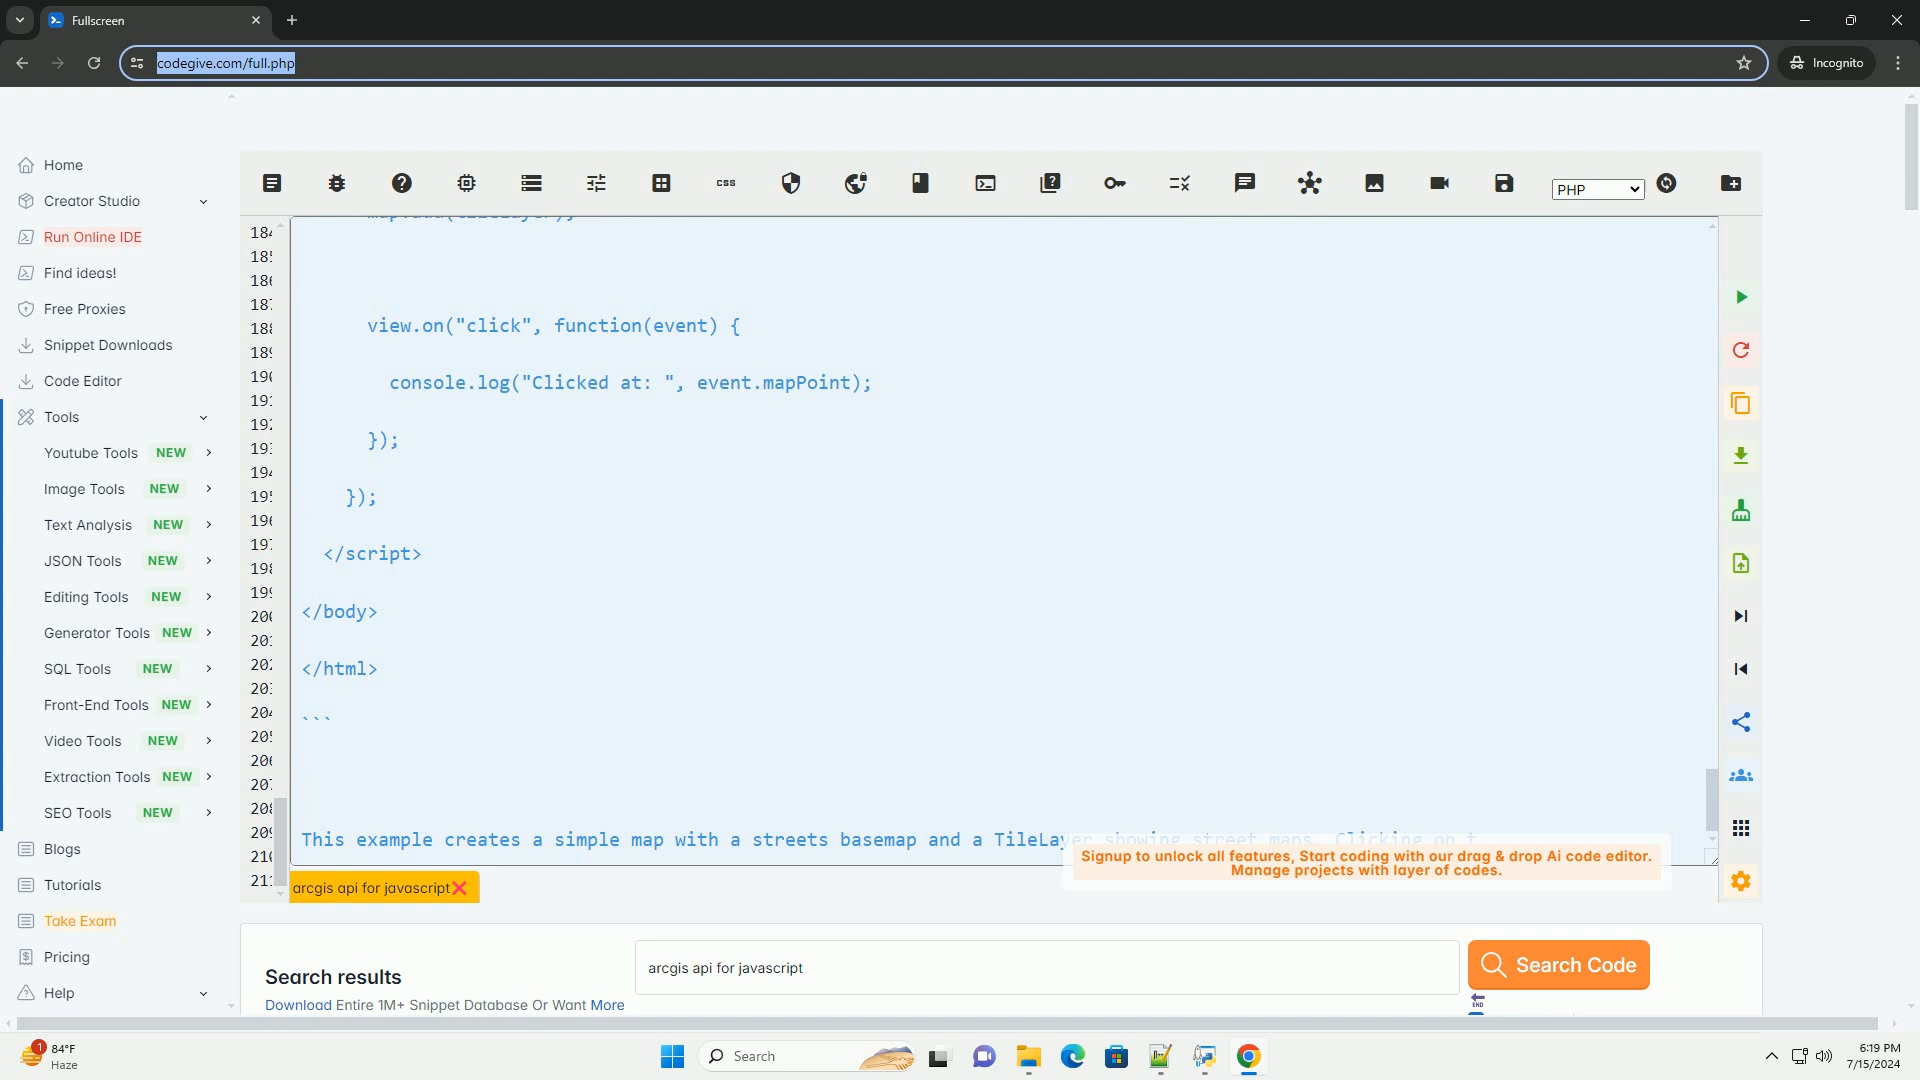 Fullscreen
codegive.com/full.php
Incognito
Home
Creator Studio
Run Online IDE
Find ideas!
Free Proxies
Snippet Downloads
Code Editor
Tools
Youtube Tools NEW
Image Tools NEW
Text Analysis NEW
JSON Tools NEW
Editing Tools NEW
Generator Tools NEW
SQL Tools NEW
Front-End Tools NEW
Video Tools NEW
Extraction Tools NEW
SEO Tools NEW
Blogs
Tutorials
Take Exam
Pricing
Help
css
PHP
view.on("click", function(event) {
console.log("Clicked at: ", event.mapPoint);
});
});
</script>
</body>
</html>
```
This example creates a simple map with a streets basemap and a TileLayer showing street maps. Clicking on t
Signup to unlock all features, Start coding with our drag & drop Ai code editor.
Manage projects with layer of codes.
arcgis api for javascript
Search results
arcgis api for javascript
Search Code
Download Entire 1M+ Snippet Database Or Want More
END
1
84°F
Haze
Search
6:19 PM
7/15/2024